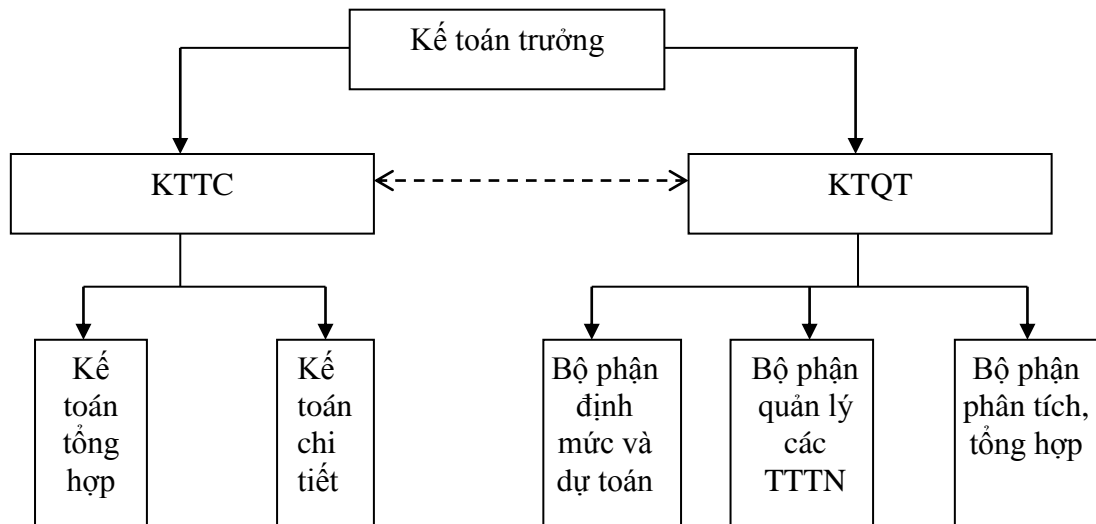 Kế toán trưởng
KTTC
KTQT
Kế
toán
tổng
hợp
Kế
toán
chi
tiết
Bộ phận
định
mức và
dự toán
Bộ phận
quản lý
các
TTTN
Bộ phận
phân tích,
tổng hợp